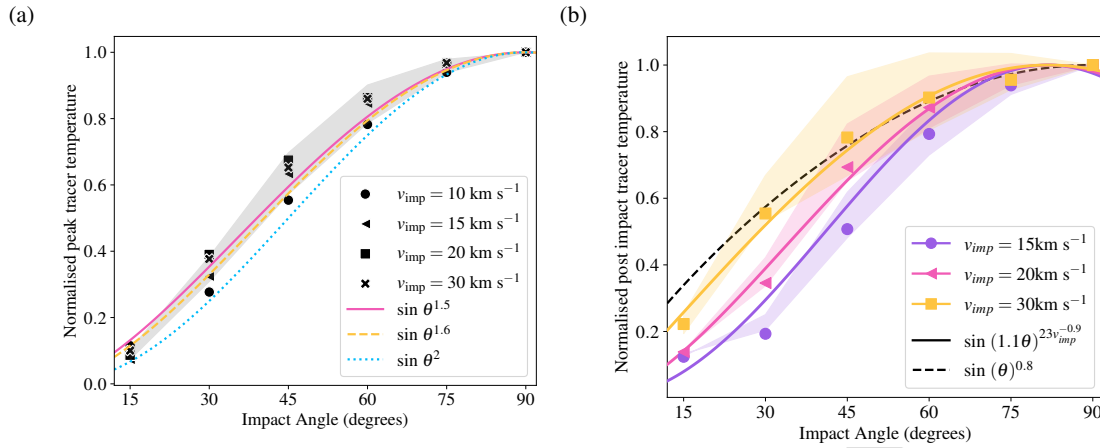 (a)
Normalised peak tracer temperature
1.0
0.8
0.6
0.4
0.2
0.0
15 30 45 60 75 90
Impact Angle (degrees)
v_imp = 10 km s⁻¹
v_imp = 15 km s⁻¹
v_imp = 20 km s⁻¹
v_imp = 30 km s⁻¹
sin θ^1.5
sin θ^1.6
sin θ^2
(b)
Normalised post impact tracer temperature
1.0
0.8
0.6
0.4
0.2
15 30 45 60 75 90
Impact Angle (degrees)
v_imp = 15km s⁻¹
v_imp = 20km s⁻¹
v_imp = 30km s⁻¹
sin (1.1θ)^{23v_imp^−0.9}
sin (θ)^0.8